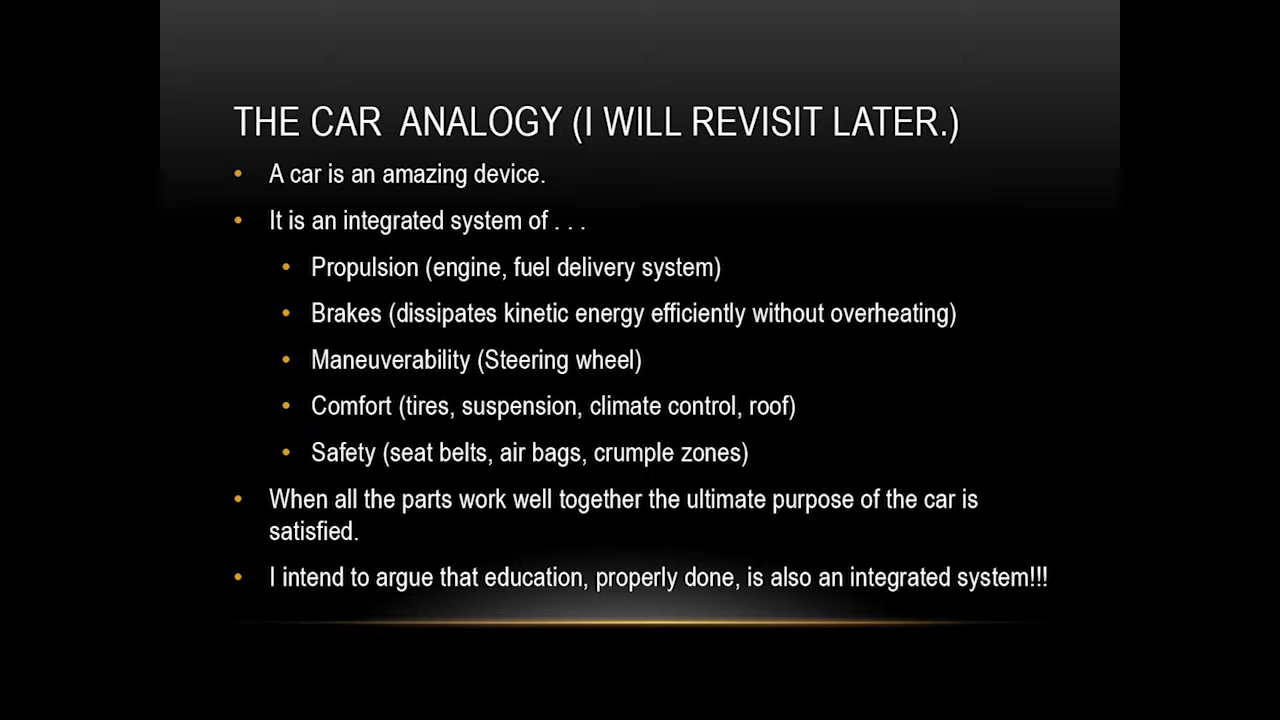 THE CAR  ANALOGY (I WILL REVISIT LATER.)
• A car is an amazing device.
• It is an integrated system of . . .
• Propulsion (engine, fuel delivery system)
• Brakes (dissipates kinetic energy efficiently without overheating)
• Maneuverability (Steering wheel)
• Comfort (tires, suspension, climate control, roof)
• Safety (seat belts, air bags, crumple zones)
• When all the parts work well together the ultimate purpose of the car is
satisfied.
• I intend to argue that education, properly done, is also an integrated system!!!